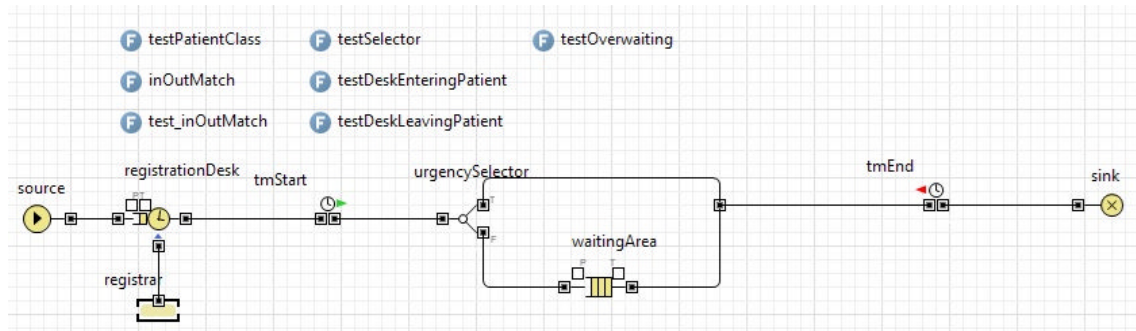 F testPatientClass F testSelector F testOverwaiting
F inOutMatch F testDeskEnteringPatient
F test_inOutMatch F testDeskLeavingPatient
registrationDesk
tmStart
urgencySelector
tmEnd
source
sink
P T
T
F
waitingArea
P T
registrar